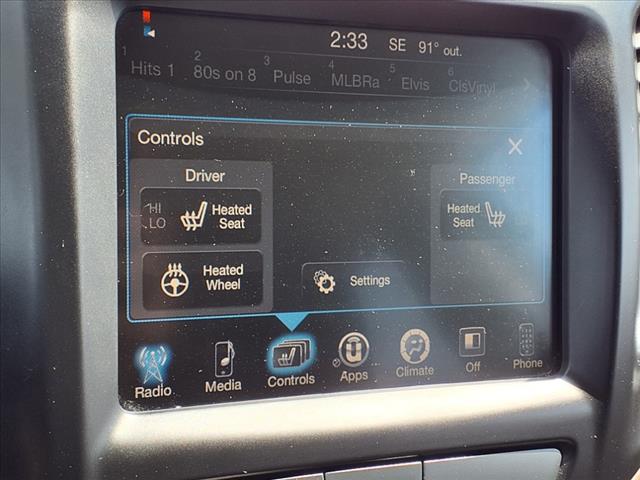 2:33 SE 91° out.
1 2 3 4 5 6
Hits 1 80s on 8 Pulse MLBRa Elvis ClsVinyl
Controls
Driver Passenger
HI
LO
Heated
Seat
Heated
Seat
Heated
Wheel
Settings
Radio Media Controls Apps Climate Off Phone